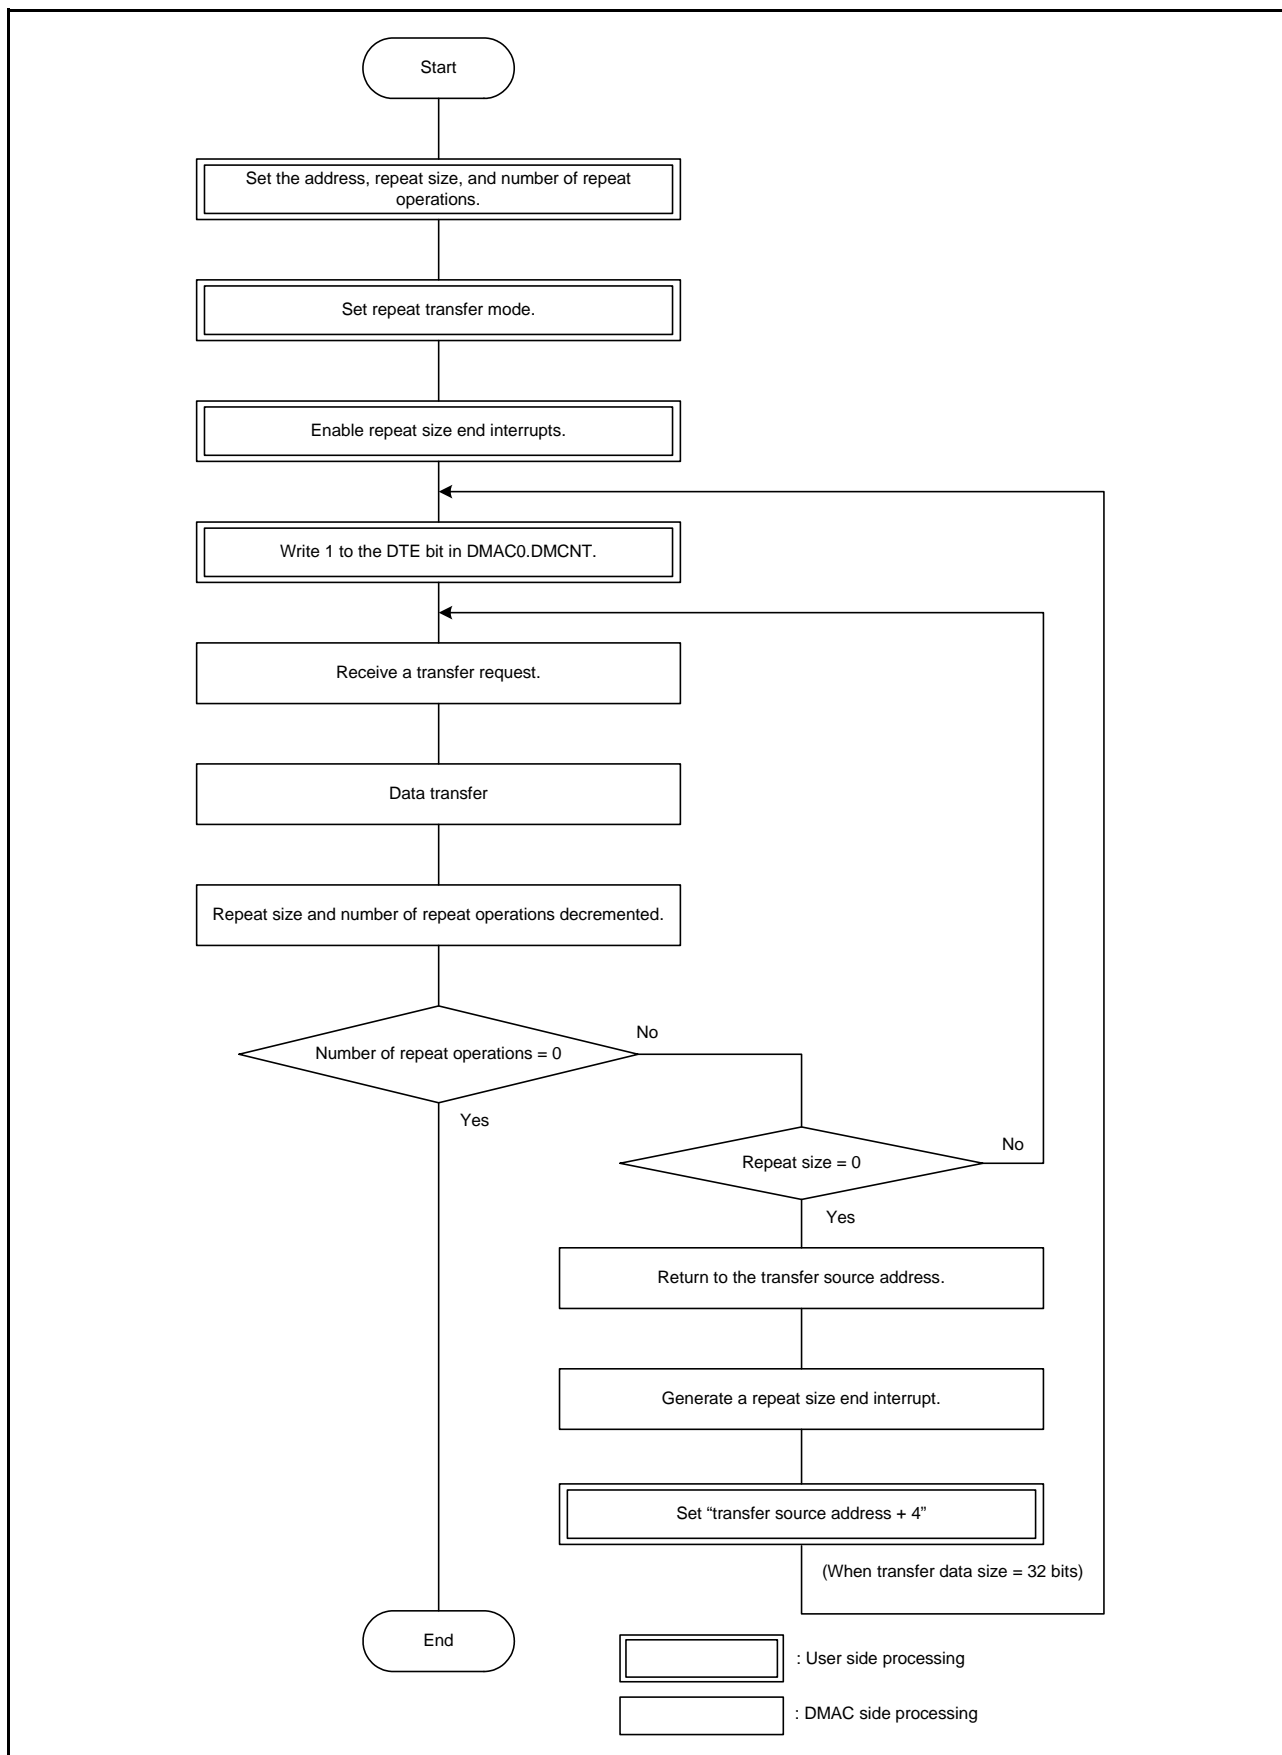 Start
Set the address, repeat size, and number of repeat
operations.
Set repeat transfer mode.
Enable repeat size end interrupts.
Write 1 to the DTE bit in DMAC0.DMCNT.
Receive a transfer request.
Data transfer
Repeat size and number of repeat operations decremented.
Number of repeat operations = 0
No
Yes
Repeat size = 0
No
Yes
Return to the transfer source address.
Generate a repeat size end interrupt.
Set “transfer source address + 4”
(When transfer data size = 32 bits)
End
: User side processing
: DMAC side processing